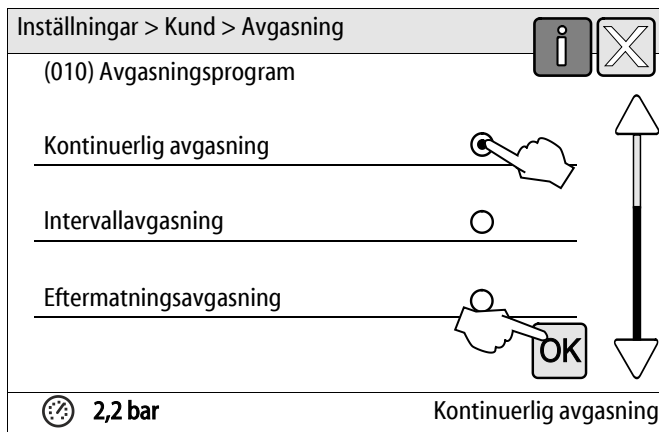 Inställningar > Kund > Avgasning
i X
(010) Avgasningsprogram
Kontinuerlig avgasning
Intervallavgasning
Eftermatningsavgasning
OK
2,2 bar Kontinuerlig avgasning